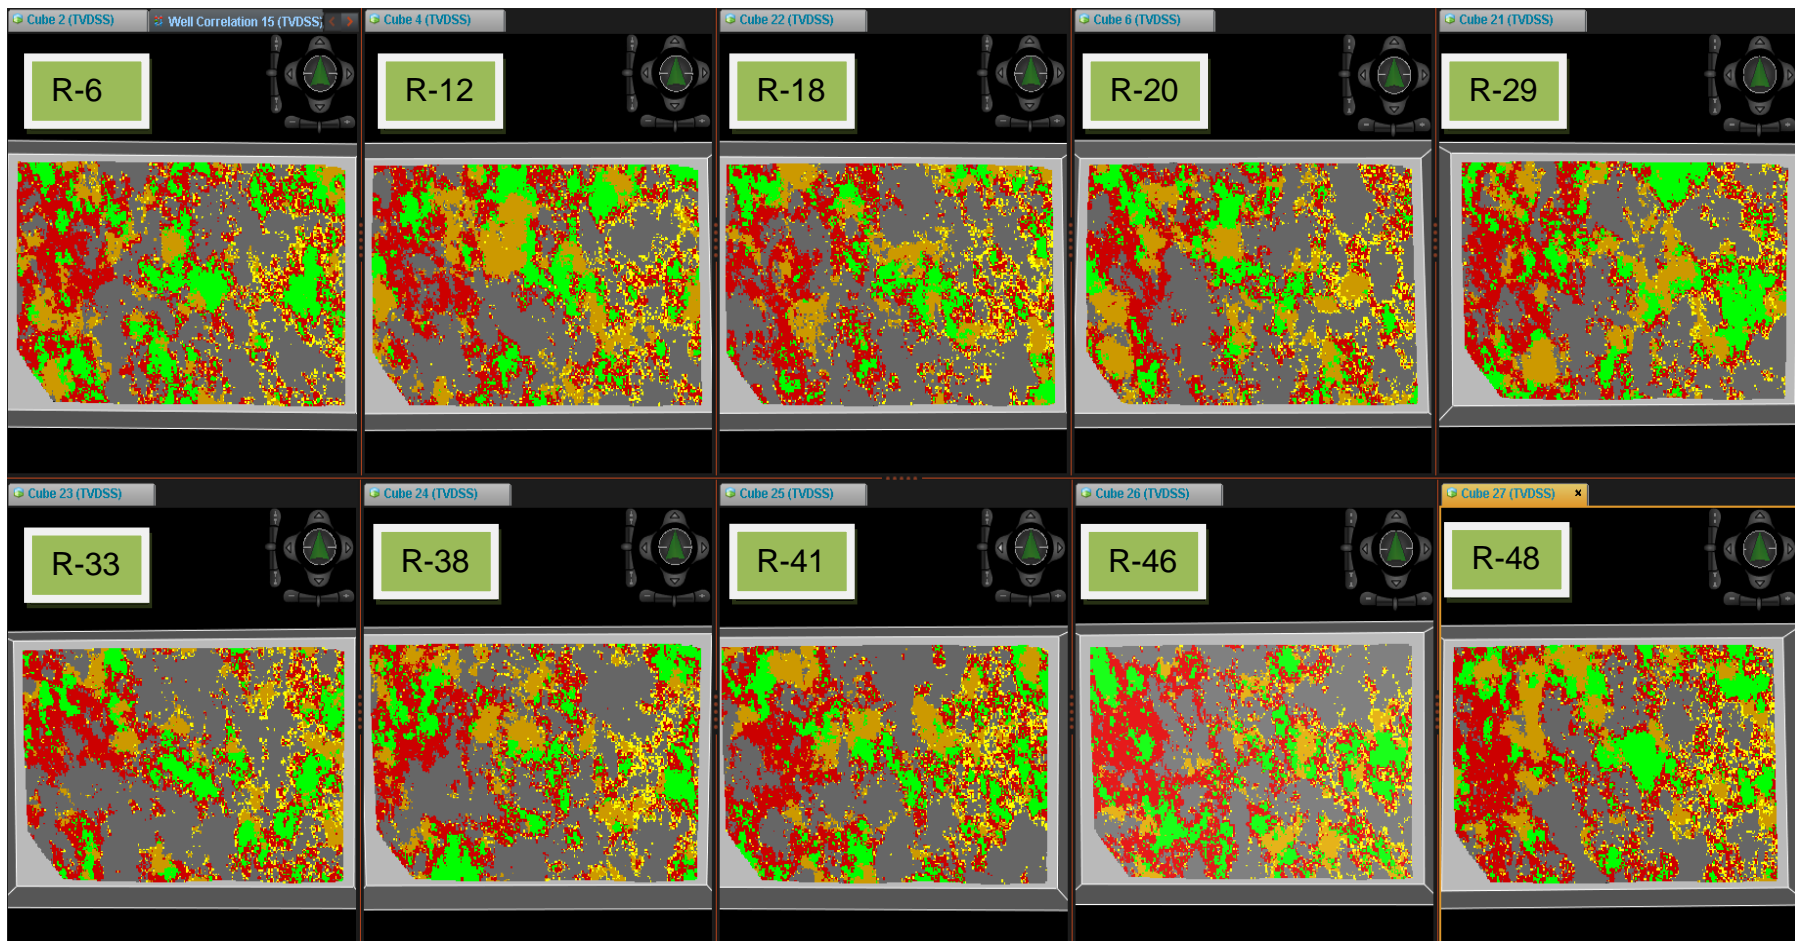 Cube 2 (TVDSS)
Well Correlation 15 (TVDSS)
Cube 4 (TVDSS)
Cube 22 (TVDSS)
Cube 6 (TVDSS)
Cube 21 (TVDSS)
R-6
R-12
R-18
R-20
R-29
Cube 23 (TVDSS)
Cube 24 (TVDSS)
Cube 25 (TVDSS)
Cube 26 (TVDSS)
Cube 27 (TVDSS)
R-33
R-38
R-41
R-46
R-48